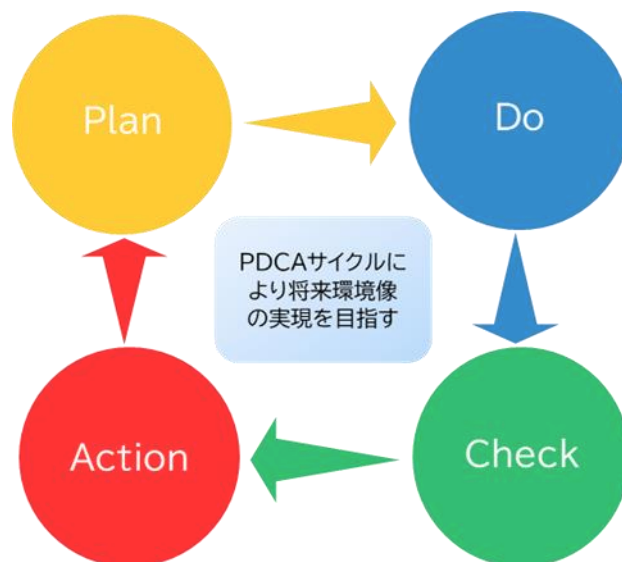 Plan
Do
PDCAサイクルに
より将来環境像
の実現を目指す
Action
Check